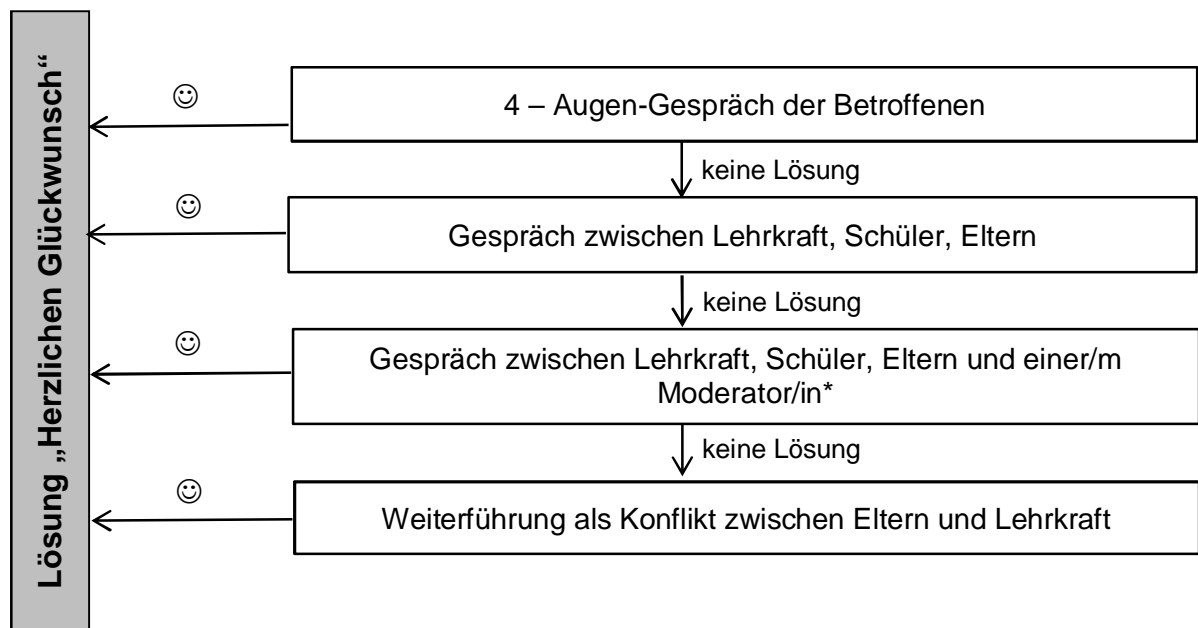 Lösung „Herzlichen Glückwunsch“
☺
4 – Augen-Gespräch der Betroffenen
keine Lösung
☺
Gespräch zwischen Lehrkraft, Schüler, Eltern
keine Lösung
☺
Gespräch zwischen Lehrkraft, Schüler, Eltern und einer/m
Moderator/in*
keine Lösung
☺
Weiterführung als Konflikt zwischen Eltern und Lehrkraft